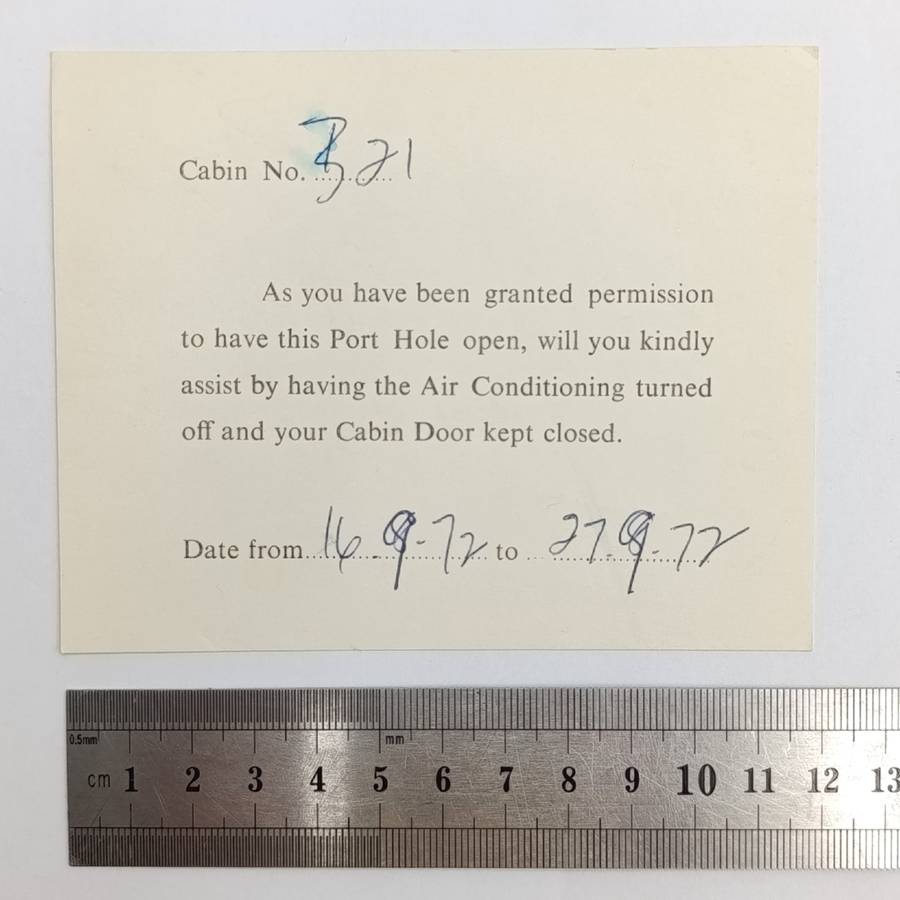 Cabin No. 321
As you have been granted permission
to have this Port Hole open, will you kindly
assist by having the Air Conditioning turned
off and your Cabin Door kept closed.
Date from 16.9-72 to 27.9-72
0.5mm mm
cm 1 2 3 4 5 6 7 8 9 10 11 12 13